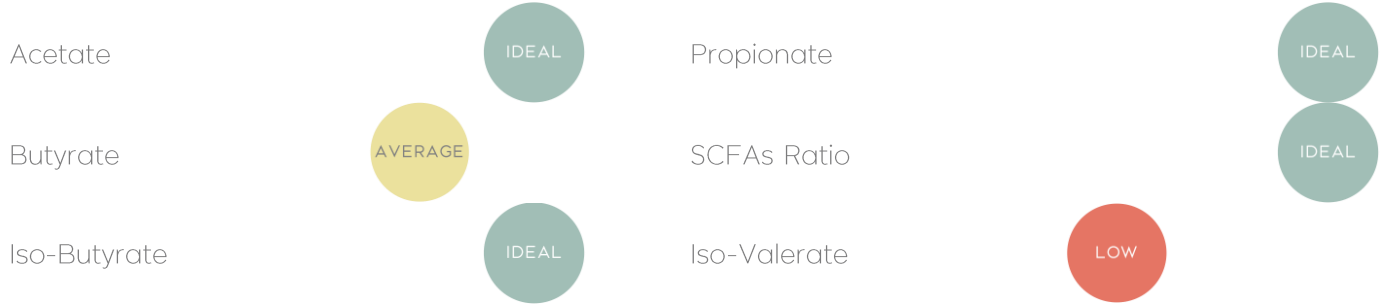 Acetate IDEAL Propionate IDEAL
Butyrate AVERAGE SCFAs Ratio IDEAL
Iso-Butyrate IDEAL Iso-Valerate LOW